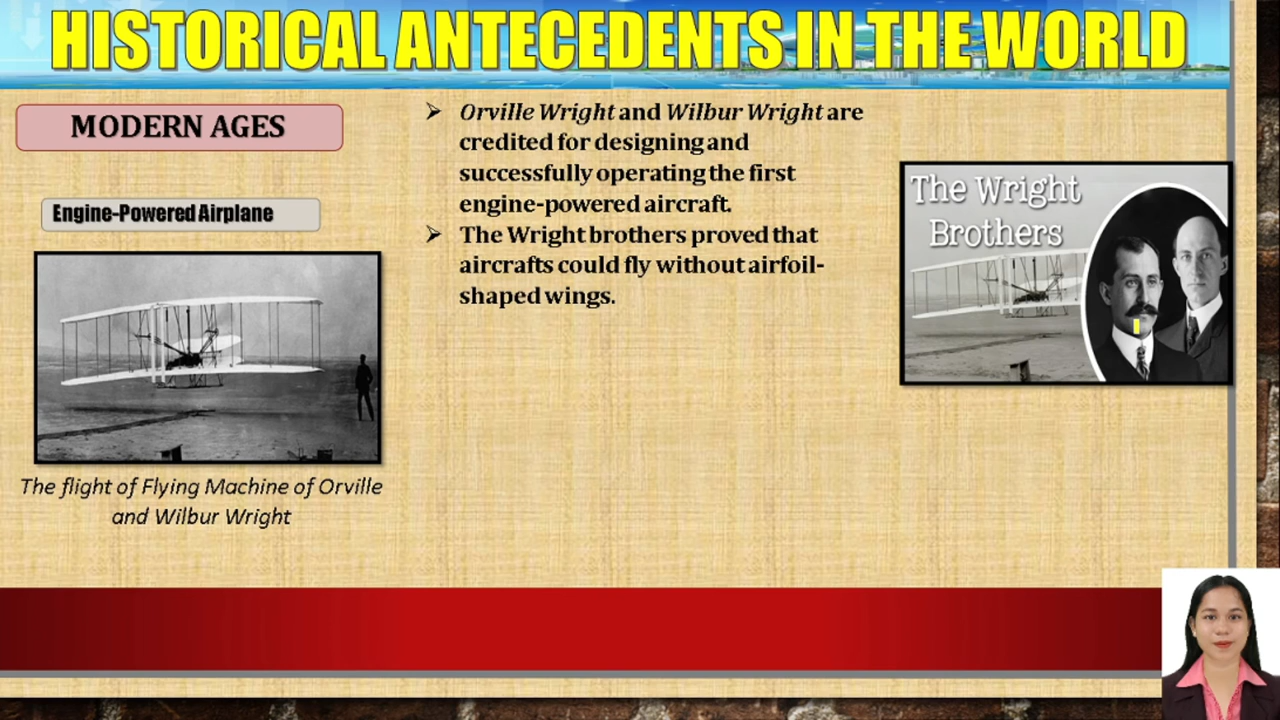 HISTORICAL ANTECEDENTS IN THE WORLD
MODERN AGES
Engine-Powered Airplane
The flight of Flying Machine of Orville
and Wilbur Wright
➢ Orville Wright and Wilbur Wright are
credited for designing and
successfully operating the first
engine-powered aircraft.
➢ The Wright brothers proved that
aircrafts could fly without airfoil-
shaped wings.
The Wright
Brothers